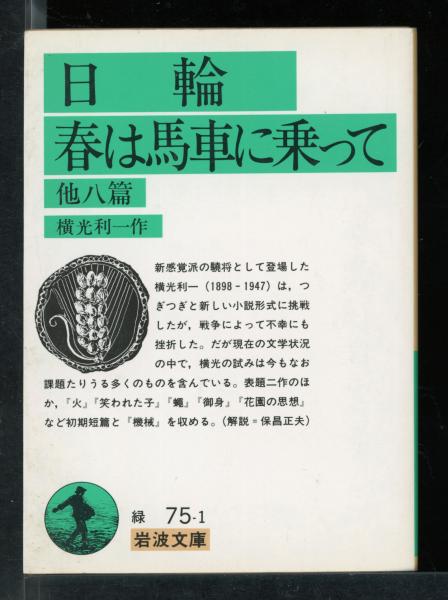 日輪
春は馬車に乗って
他八篇
横光利一作
新感覚派の驍将として登場した
横光利一(1898-1947)は,つ
ぎつぎと新しい小説形式に挑戦
したが,戦争によって不幸にも
挫折した。だが現在の文学状況
の中で,横光の試みは今もなお
課題たりうる多くのものを含んでいる。表題二作のほ
か,『火』『笑われた子』『蠅』『御身』『花園の思想』
など初期短篇と『機械』を収める。(解説=保昌正夫)
緑 75-1
岩波文庫